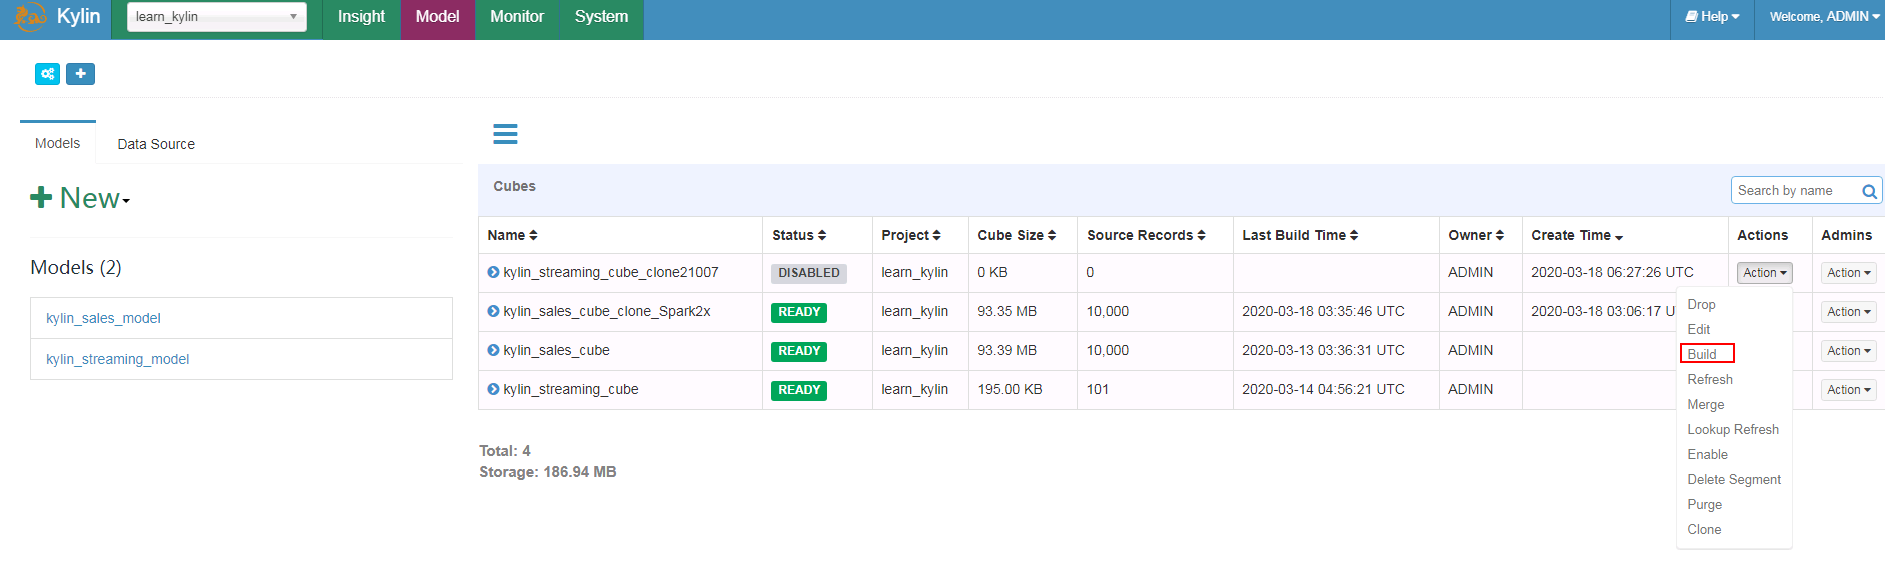 Kylin learn_kylin Insight Model Monitor System Help Welcome, ADMIN
Models Data Source
New
Models (2)
kylin_sales_model
kylin_streaming_model
Cubes Search by name
Name Status Project Cube Size Source Records Last Build Time Owner Create Time Actions Admins
kylin_streaming_cube_clone21007 DISABLED learn_kylin 0 KB 0 ADMIN 2020-03-18 06:27:26 UTC Action Action
kylin_sales_cube_clone_Spark2x READY learn_kylin 93.35 MB 10,000 2020-03-18 03:35:46 UTC ADMIN 2020-03-18 03:06:17 U Action
kylin_sales_cube READY learn_kylin 93.39 MB 10,000 2020-03-13 03:36:31 UTC ADMIN Action
kylin_streaming_cube READY learn_kylin 195.00 KB 101 2020-03-14 04:56:21 UTC ADMIN Action
Drop
Edit
Build
Refresh
Merge
Lookup Refresh
Enable
Delete Segment
Purge
Clone
Total: 4
Storage: 186.94 MB